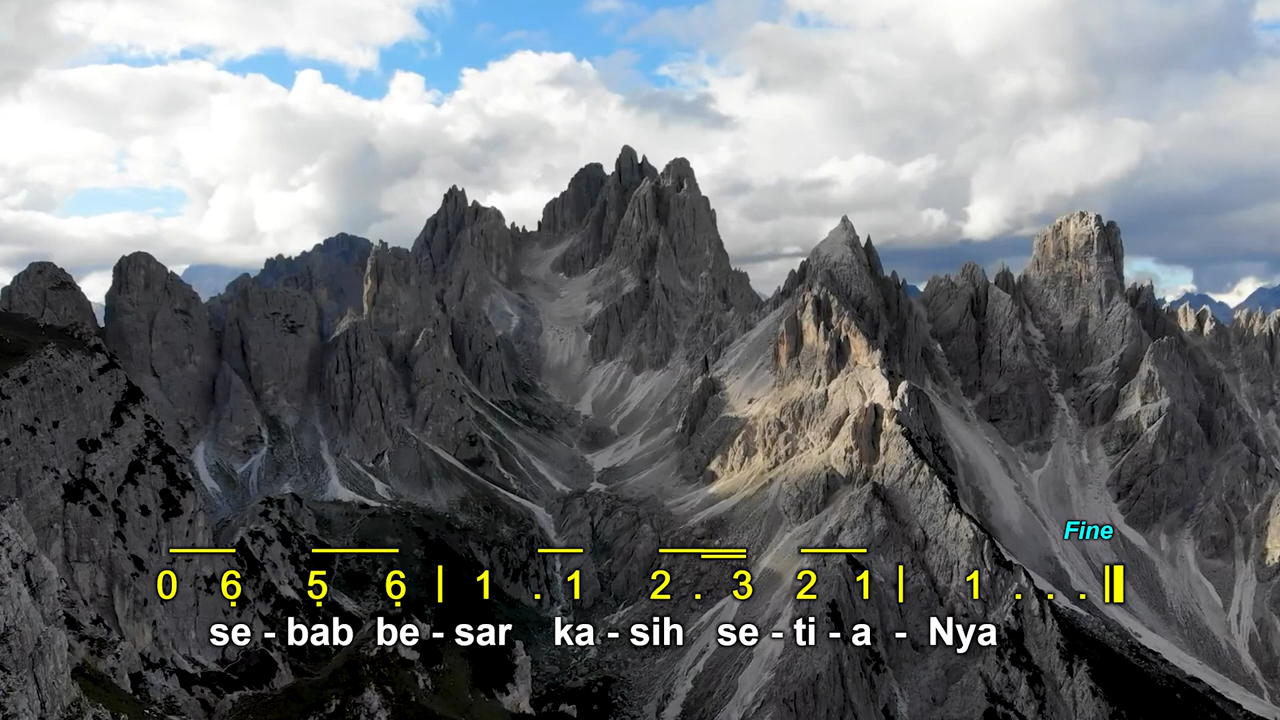 Fine
0 6̣ 5̣ 6̣ | 1 . 1 2 . 3 2 1 | 1 . . . ‖
se - bab be - sar ka - sih se - ti - a - Nya